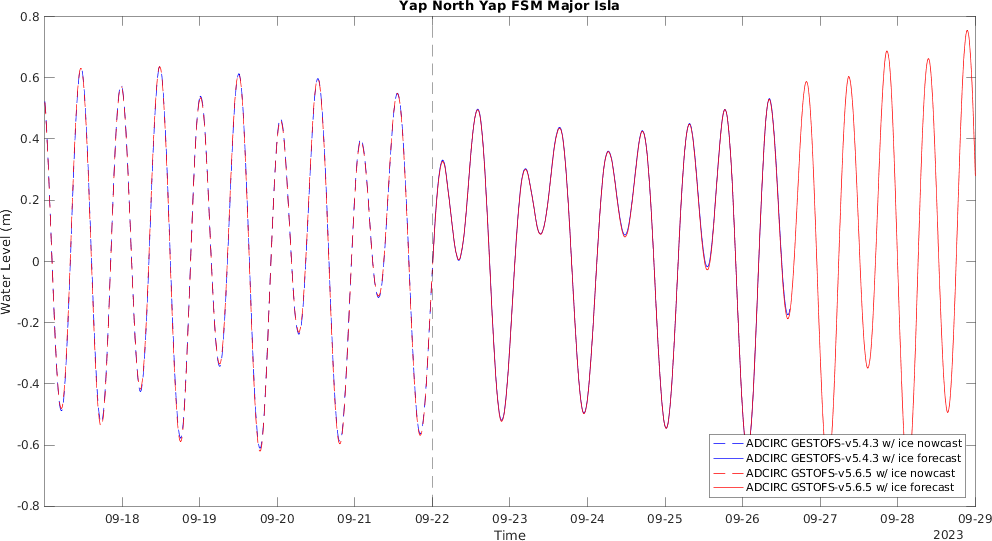 Yap North Yap FSM Major Isla
0.8
0.6
0.4
0.2
0
-0.2
-0.4
-0.6
-0.8
Water Level (m)
ADCIRC GESTOFS-v5.4.3 w/ ice nowcast
ADCIRC GESTOFS-v5.4.3 w/ ice forecast
ADCIRC GSTOFS-v5.6.5 w/ ice nowcast
ADCIRC GSTOFS-v5.6.5 w/ ice forecast
09-18 09-19 09-20 09-21 09-22 09-23 09-24 09-25 09-26 09-27 09-28 09-29
Time
2023